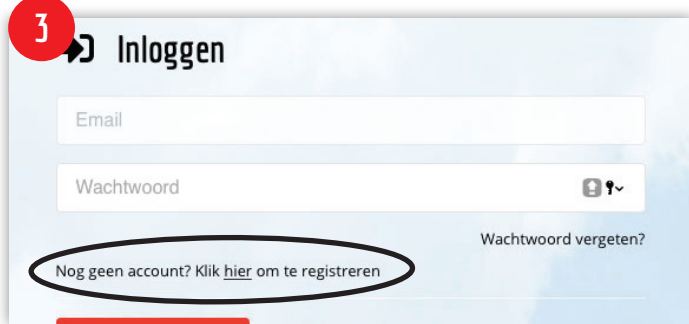 3
Inloggen
Email
Wachtwoord
Wachtwoord vergeten?
Nog geen account? Klik hier om te registreren